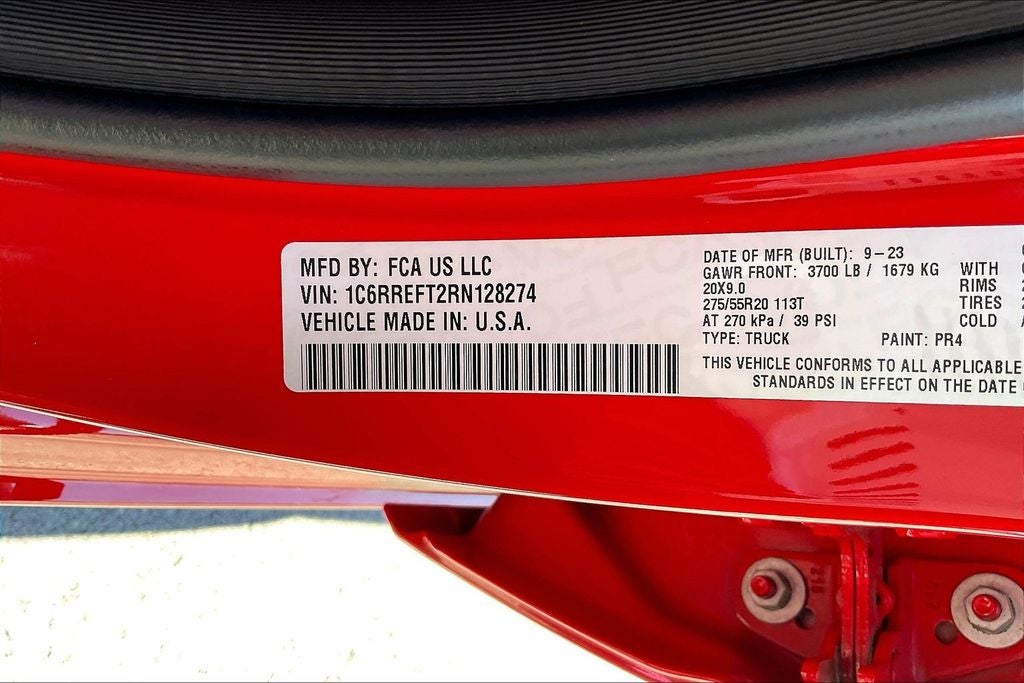 MFD BY: FCA US LLC
VIN: 1C6RREFT2RN128274
VEHICLE MADE IN: U.S.A.
DATE OF MFR (BUILT): 9-23
GAWR FRONT: 3700 LB / 1679 KG WITH
20X9.0 RIMS
275/55R20 113T TIRES
AT 270 kPa / 39 PSI COLD
TYPE: TRUCK PAINT: PR4
THIS VEHICLE CONFORMS TO ALL APPLICABLE
STANDARDS IN EFFECT ON THE DATE